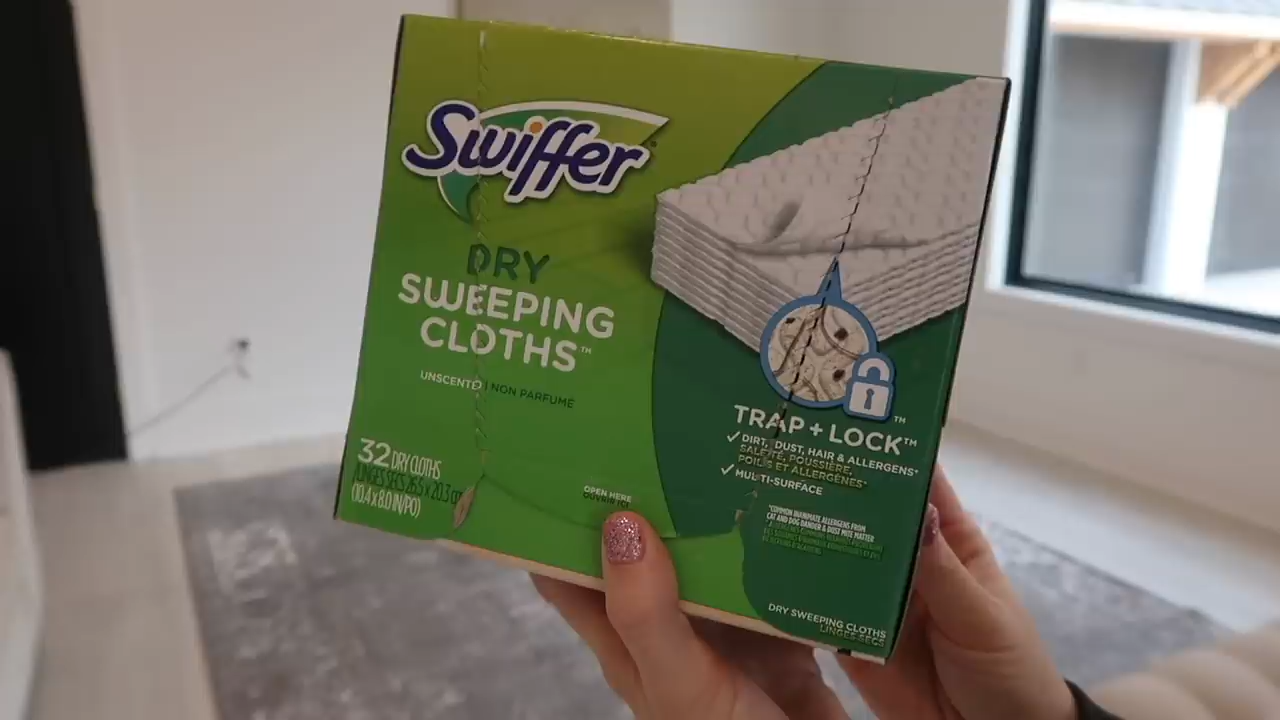 Swiffer
DRY
SWEEPING
CLOTHS™
UNSCENTED | NON PARFUMÉ
32 DRY CLOTHS
LINGES SECS 26.5 x 20.3 cm
(10.4 x 8.0 IN/PO)
OPEN HERE
OUVRIR ICI
TRAP + LOCK™
✓ DIRT, DUST, HAIR & ALLERGENS*
SALETÉ, POUSSIÈRE,
POILS ET ALLERGÈNES*
✓ MULTI-SURFACE
*COMMON INANIMATE ALLERGENS FROM
CAT AND DOG DANDER & DUST MITE MATTER
DRY SWEEPING CLOTHS
LINGES SECS